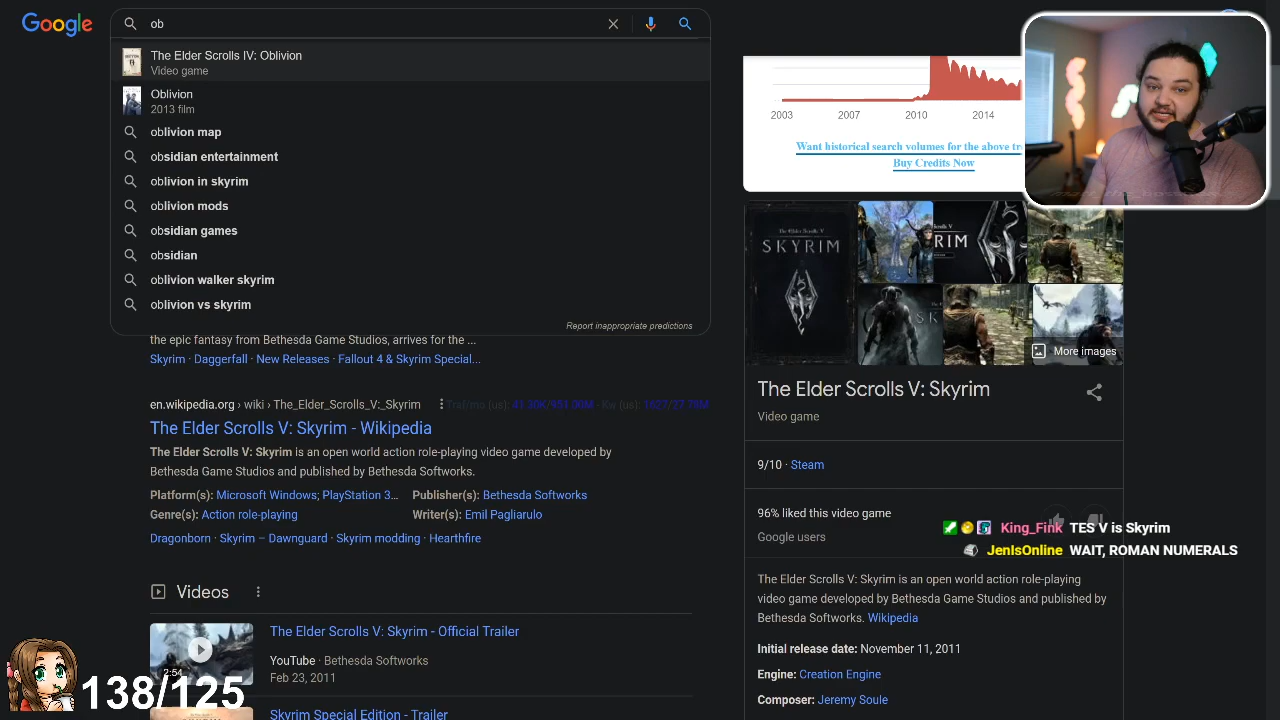 Google
ob
The Elder Scrolls IV: Oblivion
Video game
Oblivion
2013 film
oblivion map
obsidian entertainment
oblivion in skyrim
oblivion mods
obsidian games
obsidian
oblivion walker skyrim
oblivion vs skyrim
Report inappropriate predictions
the epic fantasy from Bethesda Game Studios, arrives for the ...
Skyrim · Daggerfall · New Releases · Fallout 4 & Skyrim Special...
en.wikipedia.org › wiki › The_Elder_Scrolls_V:_Skyrim
The Elder Scrolls V: Skyrim - Wikipedia
The Elder Scrolls V: Skyrim is an open world action role-playing video game developed by
Bethesda Game Studios and published by Bethesda Softworks.
Platform(s): Microsoft Windows; PlayStation 3... Publisher(s): Bethesda Softworks
Genre(s): Action role-playing Writer(s): Emil Pagliarulo
Dragonborn · Skyrim – Dawnguard · Skyrim modding · Hearthfire
Videos
2:54
The Elder Scrolls V: Skyrim - Official Trailer
YouTube · Bethesda Softworks
Feb 23, 2011
Skyrim Special Edition - Trailer
138/125
2003 2007 2010 2014
Want historical search volumes for the above
Buy Credits Now
The Elder Scrolls V
SKYRIM
RIM
More images
The Elder Scrolls V: Skyrim
Video game
9/10 · Steam
96% liked this video game
Google users
King_Fink TES V is Skyrim
JenIsOnline WAIT, ROMAN NUMERALS
The Elder Scrolls V: Skyrim is an open world action role-playing
video game developed by Bethesda Game Studios and published by
Bethesda Softworks. Wikipedia
Initial release date: November 11, 2011
Engine: Creation Engine
Composer: Jeremy Soule